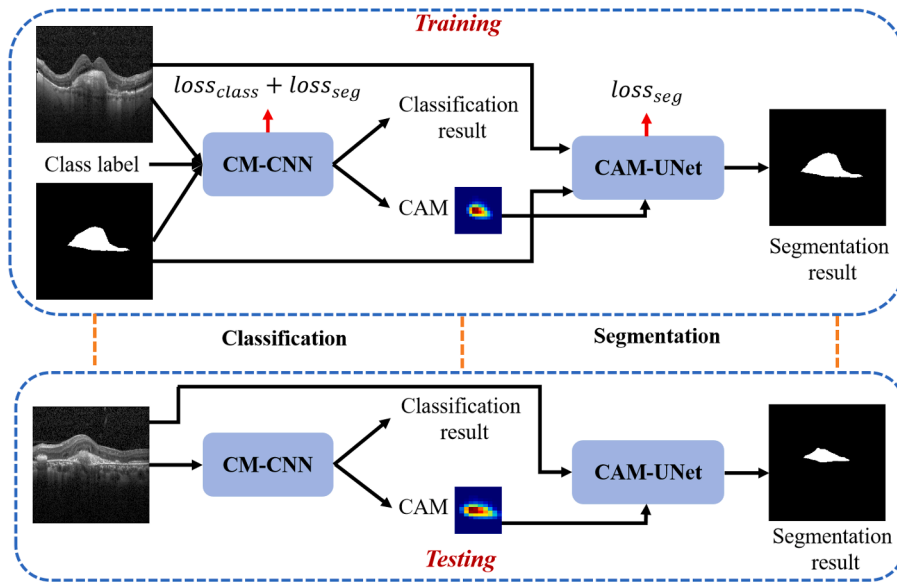 Training
loss_class + loss_seg
loss_seg
Classification
result
Class label
CM-CNN
CAM-UNet
CAM
Segmentation
result
Classification
Segmentation
Classification
result
CM-CNN
CAM-UNet
CAM
Segmentation
result
Testing